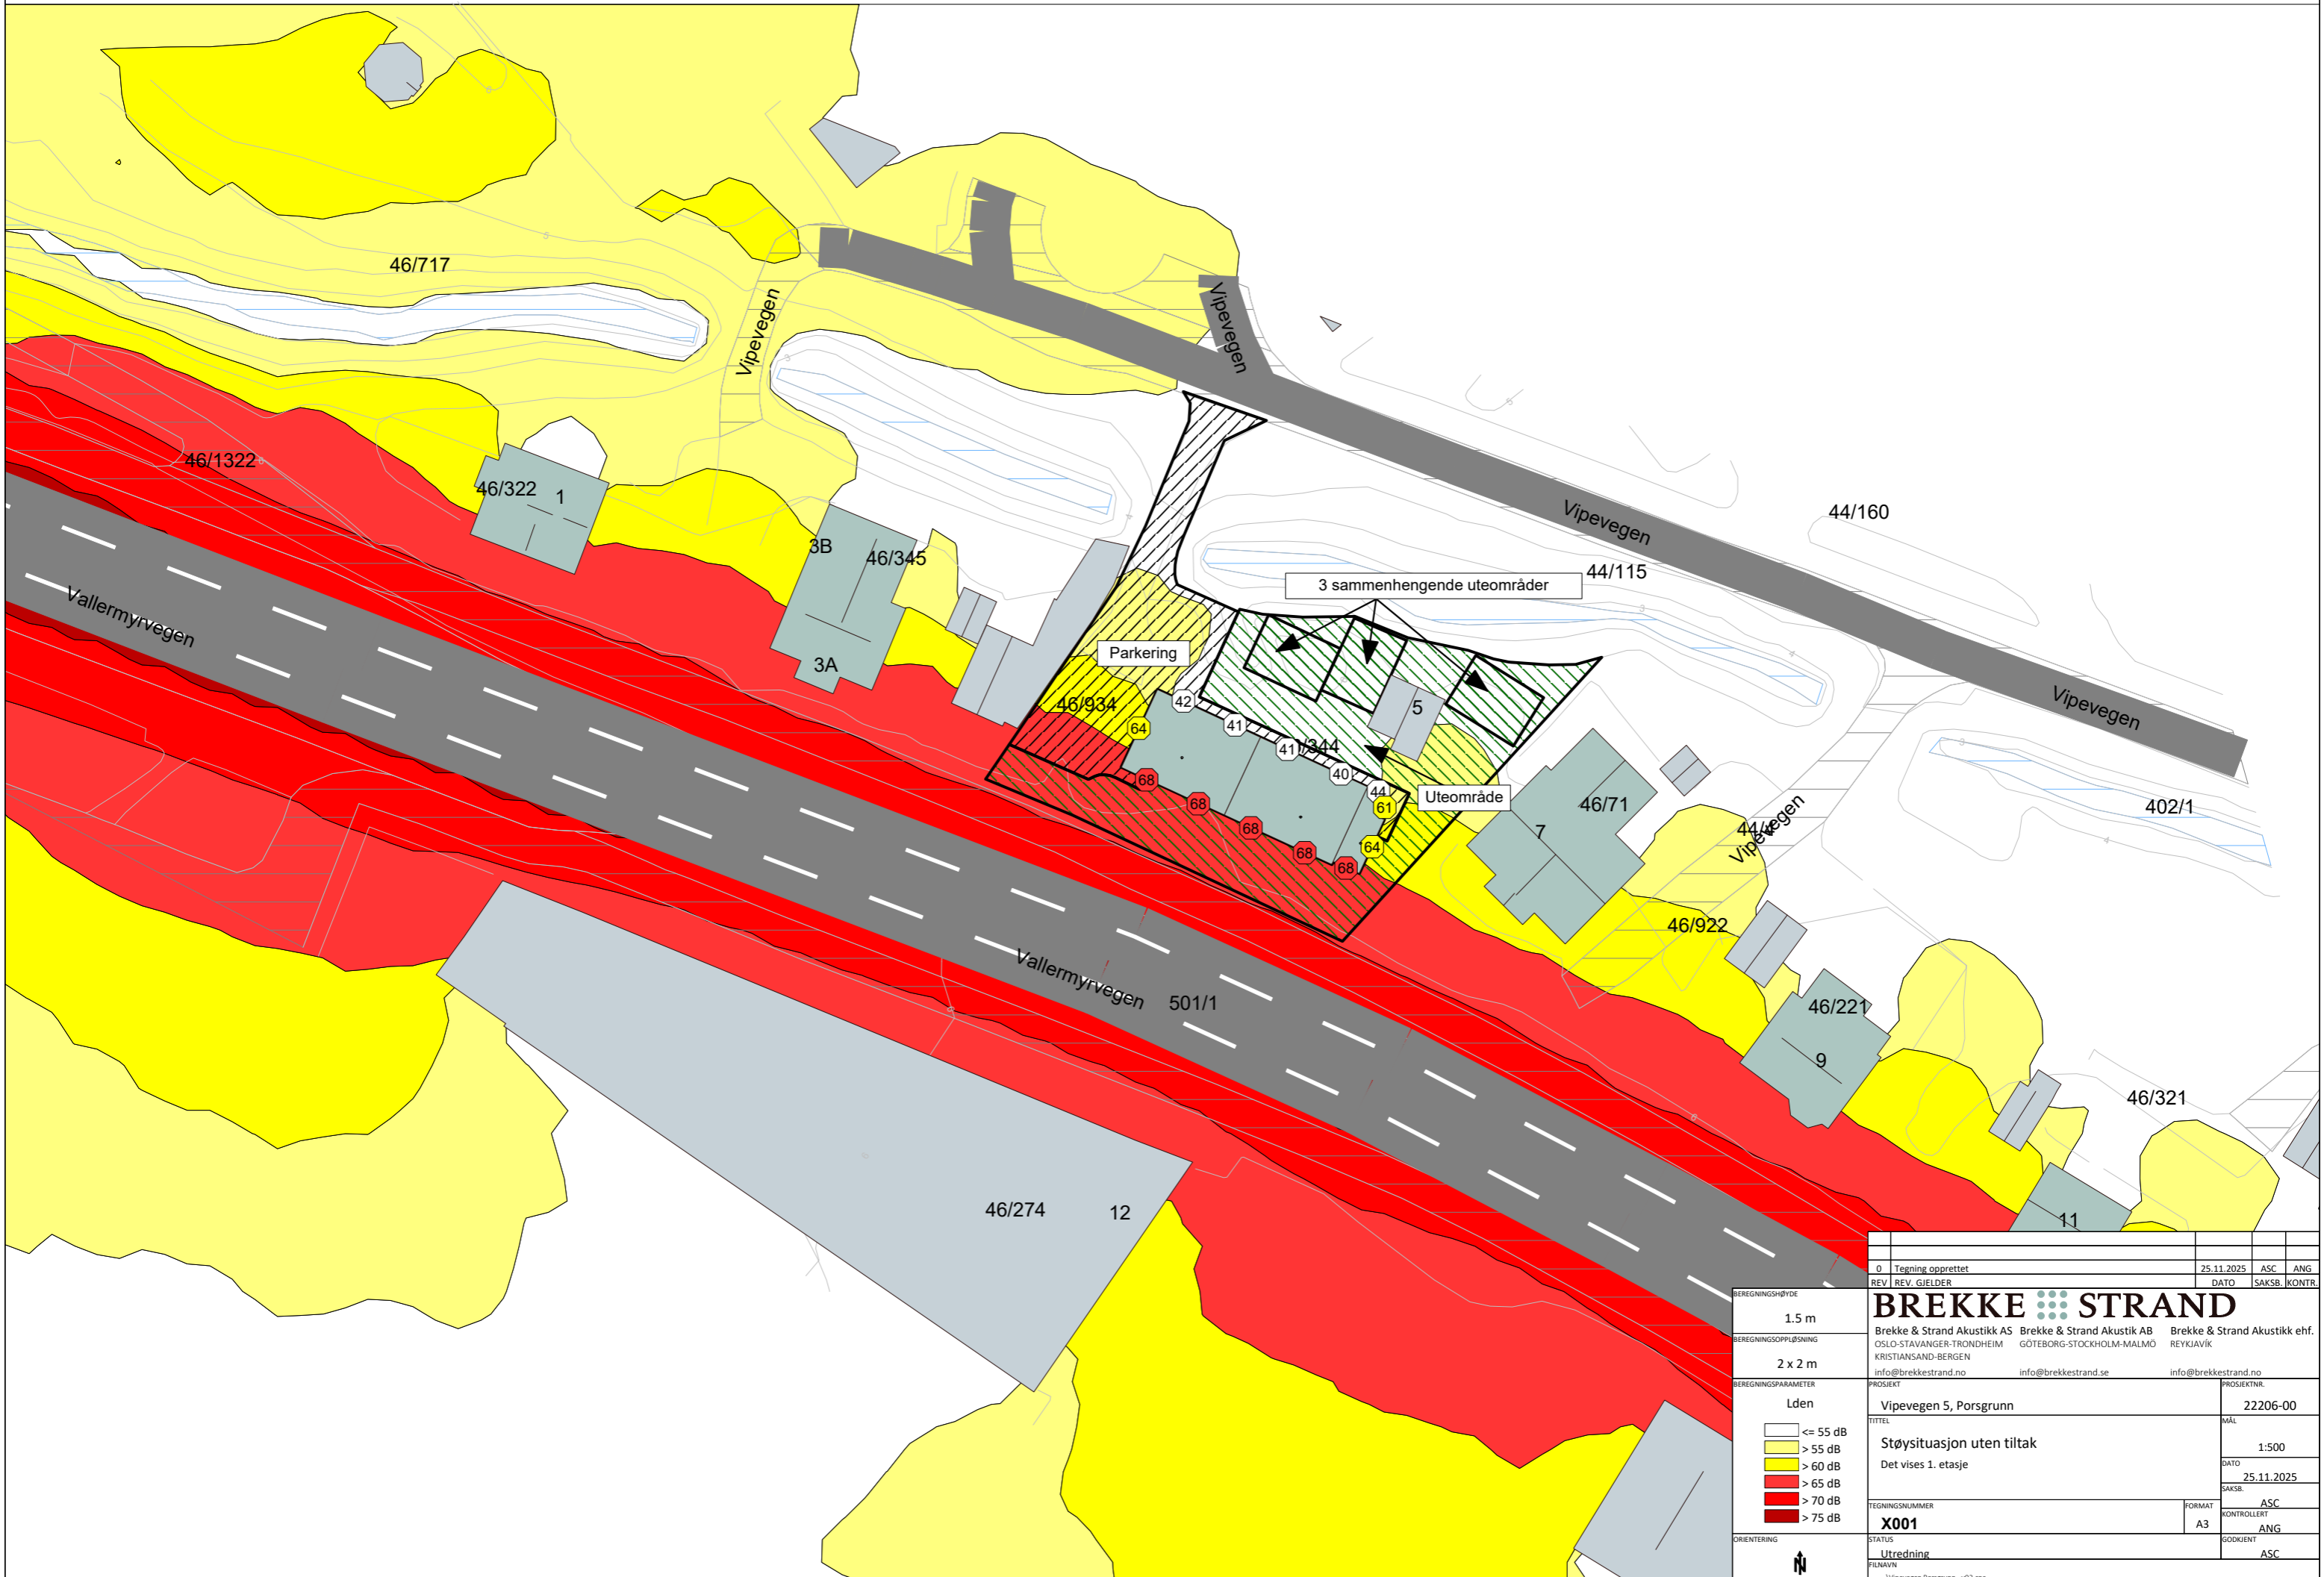 46/717
Vipevegen
Vipevegen
46/1322
46/322
1
3B
46/345
3A
Vallermyrvegen
Vipevegen
44/160
3 sammenhengende uteområder
44/115
Parkering
46/934
42
64
41
41
/344
40
44
61
5
68
68
68
68
68
64
Uteområde
7
46/71
Vipevegen
402/1
Vipevegen
46/922
46/221
9
46/321
11
Vallermyrvegen
501/1
46/274
12
0 Tegning opprettet 25.11.2025 ASC ANG
REV REV. GJELDER DATO SAKSB. KONTR.
BEREGNINGSHØYDE
1.5 m
BEREGNINGSOPPLØSNING
2 x 2 m
BEREGNINGSPARAMETER
Lden
<= 55 dB
> 55 dB
> 60 dB
> 65 dB
> 70 dB
> 75 dB
ORIENTERING
N
BREKKE STRAND
Brekke & Strand Akustikk AS Brekke & Strand Akustik AB Brekke & Strand Akustikk ehf.
OSLO-STAVANGER-TRONDHEIM GÖTEBORG-STOCKHOLM-MALMÖ REYKJAVÍK
KRISTIANSAND-BERGEN
info@brekkestrand.no info@brekkestrand.se info@brekkestrand.no
PROSJEKT
Vipevegen 5, Porsgrunn
PROSJEKTNR.
22206-00
TITTEL
Støysituasjon uten tiltak
Det vises 1. etasje
MÅL
1:500
DATO
25.11.2025
SAKSB.
ASC
TEGNINGSNUMMER
X001
FORMAT
A3
KONTROLLERT
ANG
STATUS
Utredning
GODKJENT
ASC
FILNAVN